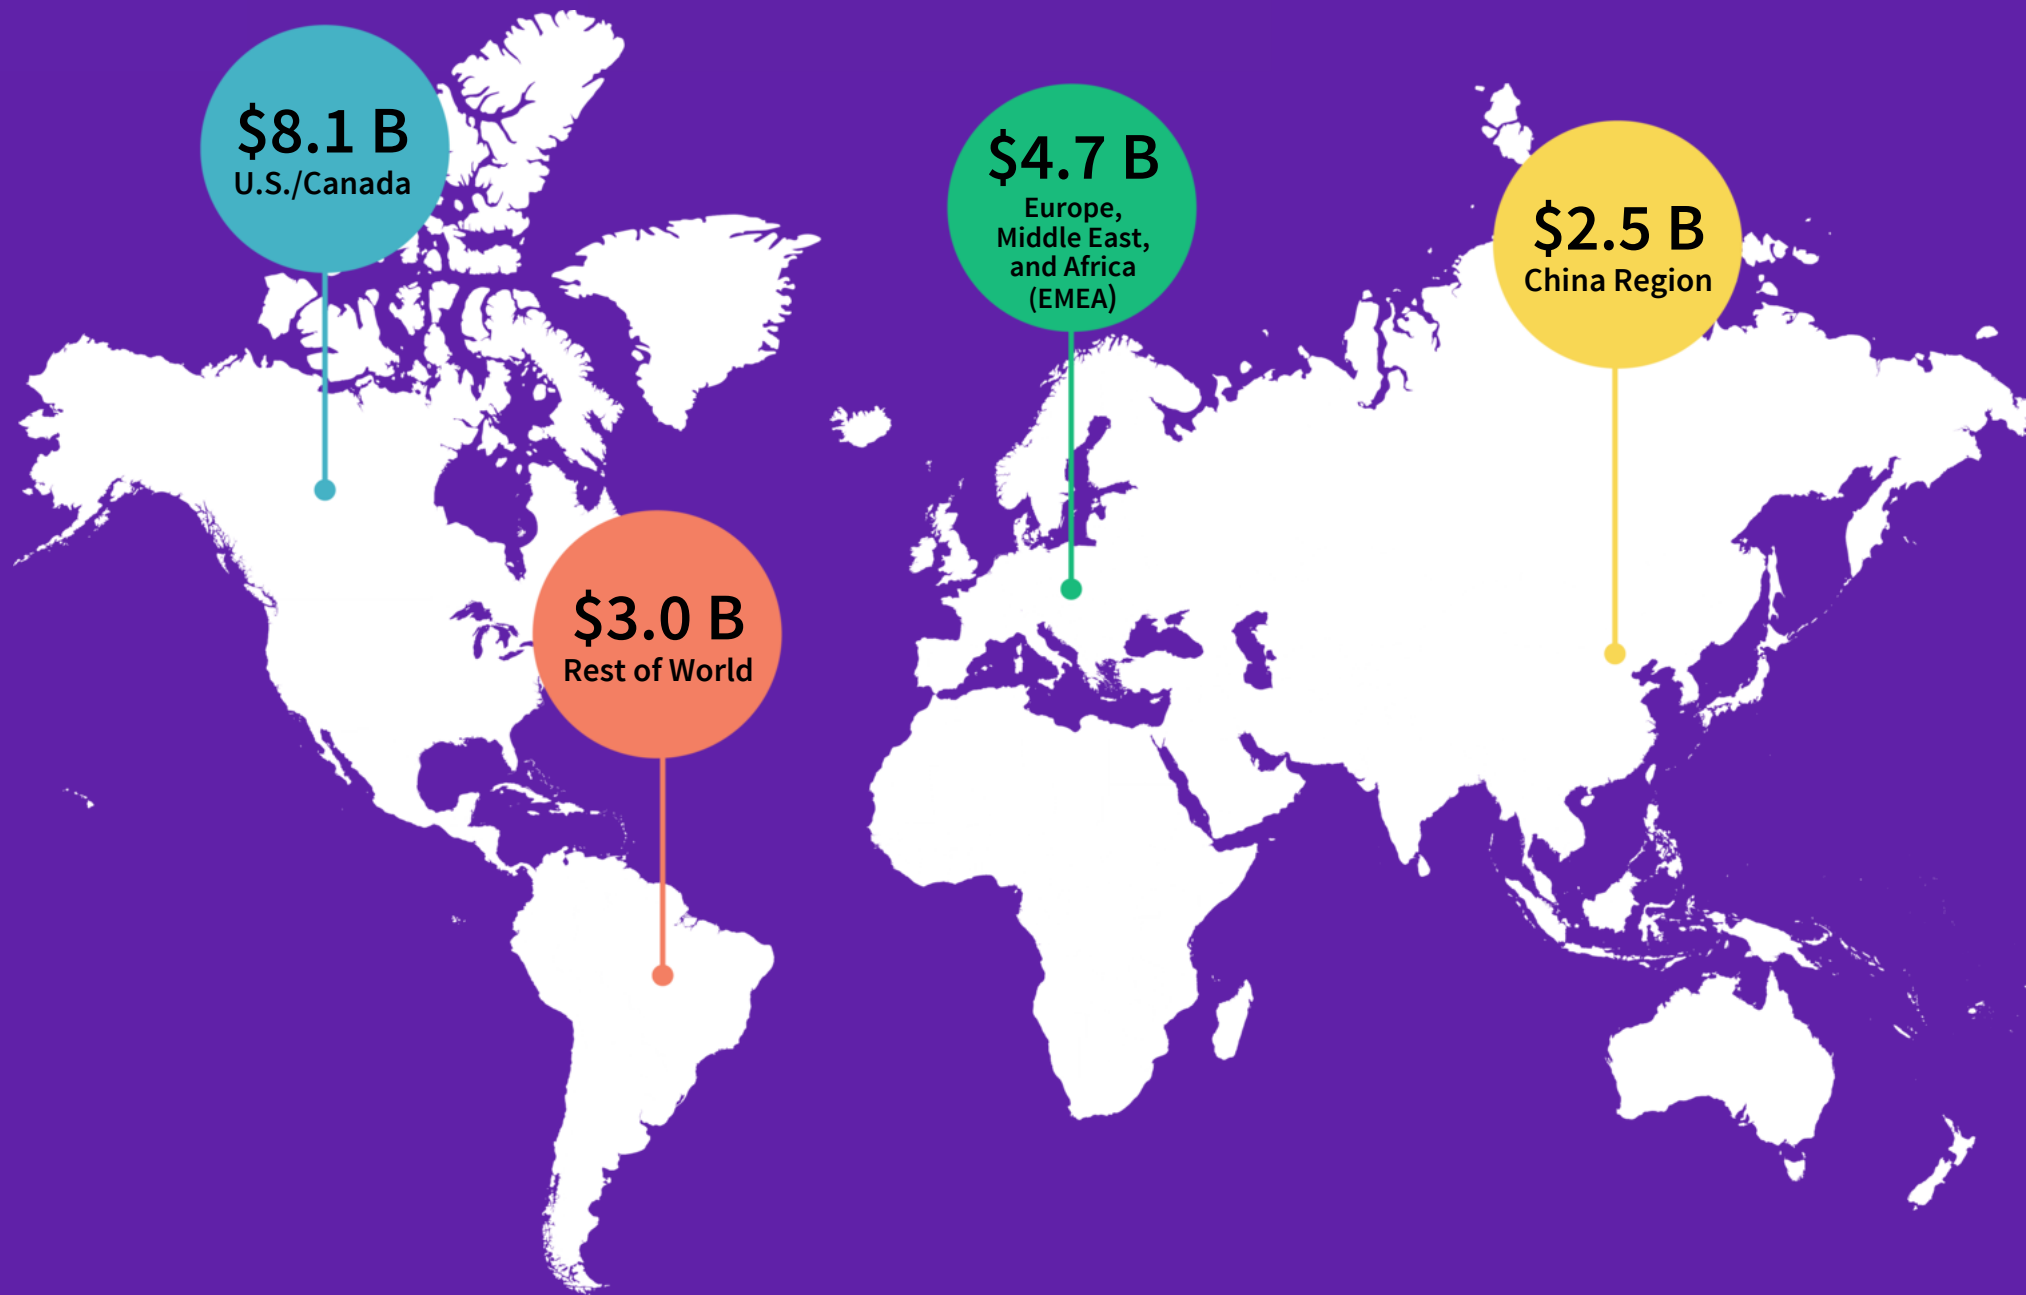 $8.1 B
U.S./Canada
$4.7 B
Europe,
Middle East,
and Africa
(EMEA)
$2.5 B
China Region
$3.0 B
Rest of World